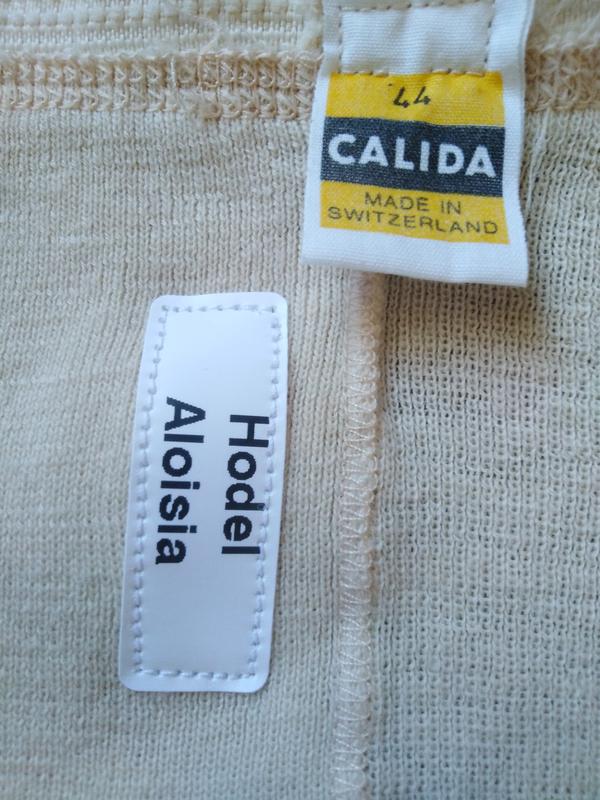 44
CALIDA
MADE IN
SWITZERLAND
Hodel
Aloisia